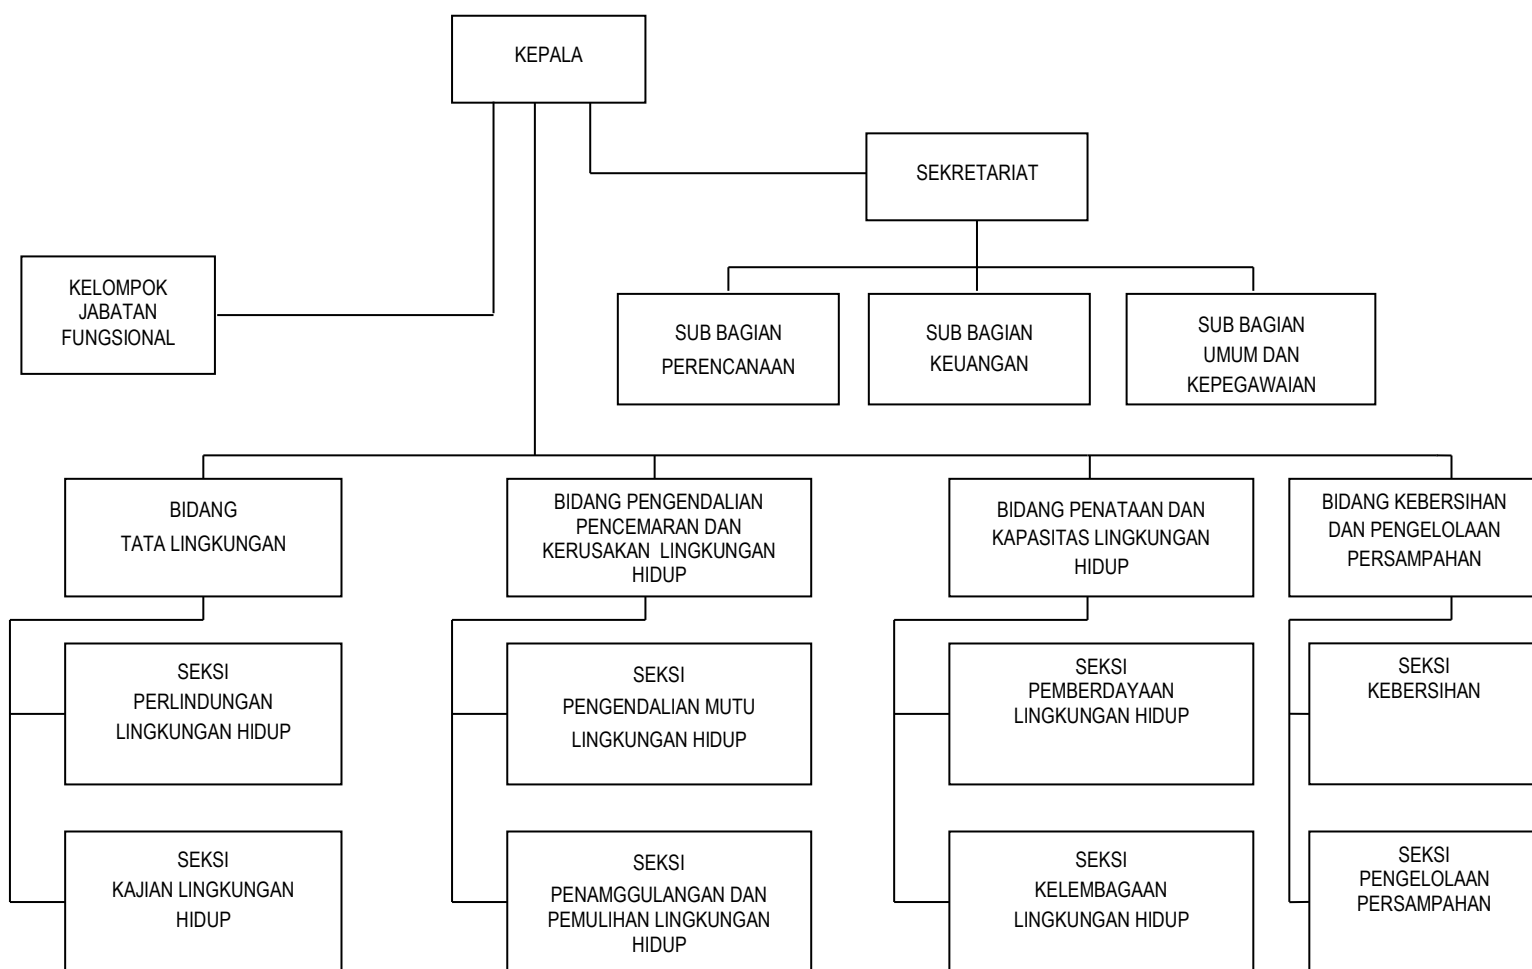 KEPALA
SEKRETARIAT
KELOMPOK
JABATAN
FUNGSIONAL
SUB BAGIAN
PERENCANAAN
SUB BAGIAN
KEUANGAN
SUB BAGIAN
UMUM DAN
KEPEGAWAIAN
BIDANG
TATA LINGKUNGAN
BIDANG PENGENDALIAN
PENCEMARAN DAN
KERUSAKAN LINGKUNGAN
HIDUP
BIDANG PENATAAN DAN
KAPASITAS LINGKUNGAN
HIDUP
BIDANG KEBERSIHAN
DAN PENGELOLAAN
PERSAMPAHAN
SEKSI
PERLINDUNGAN
LINGKUNGAN HIDUP
SEKSI
PENGENDALIAN MUTU
LINGKUNGAN HIDUP
SEKSI
PEMBERDAYAAN
LINGKUNGAN HIDUP
SEKSI
KEBERSIHAN
SEKSI
KAJIAN LINGKUNGAN
HIDUP
SEKSI
PENAMGGULANGAN DAN
PEMULIHAN LINGKUNGAN
HIDUP
SEKSI
KELEMBAGAAN
LINGKUNGAN HIDUP
SEKSI
PENGELOLAAN
PERSAMPAHAN